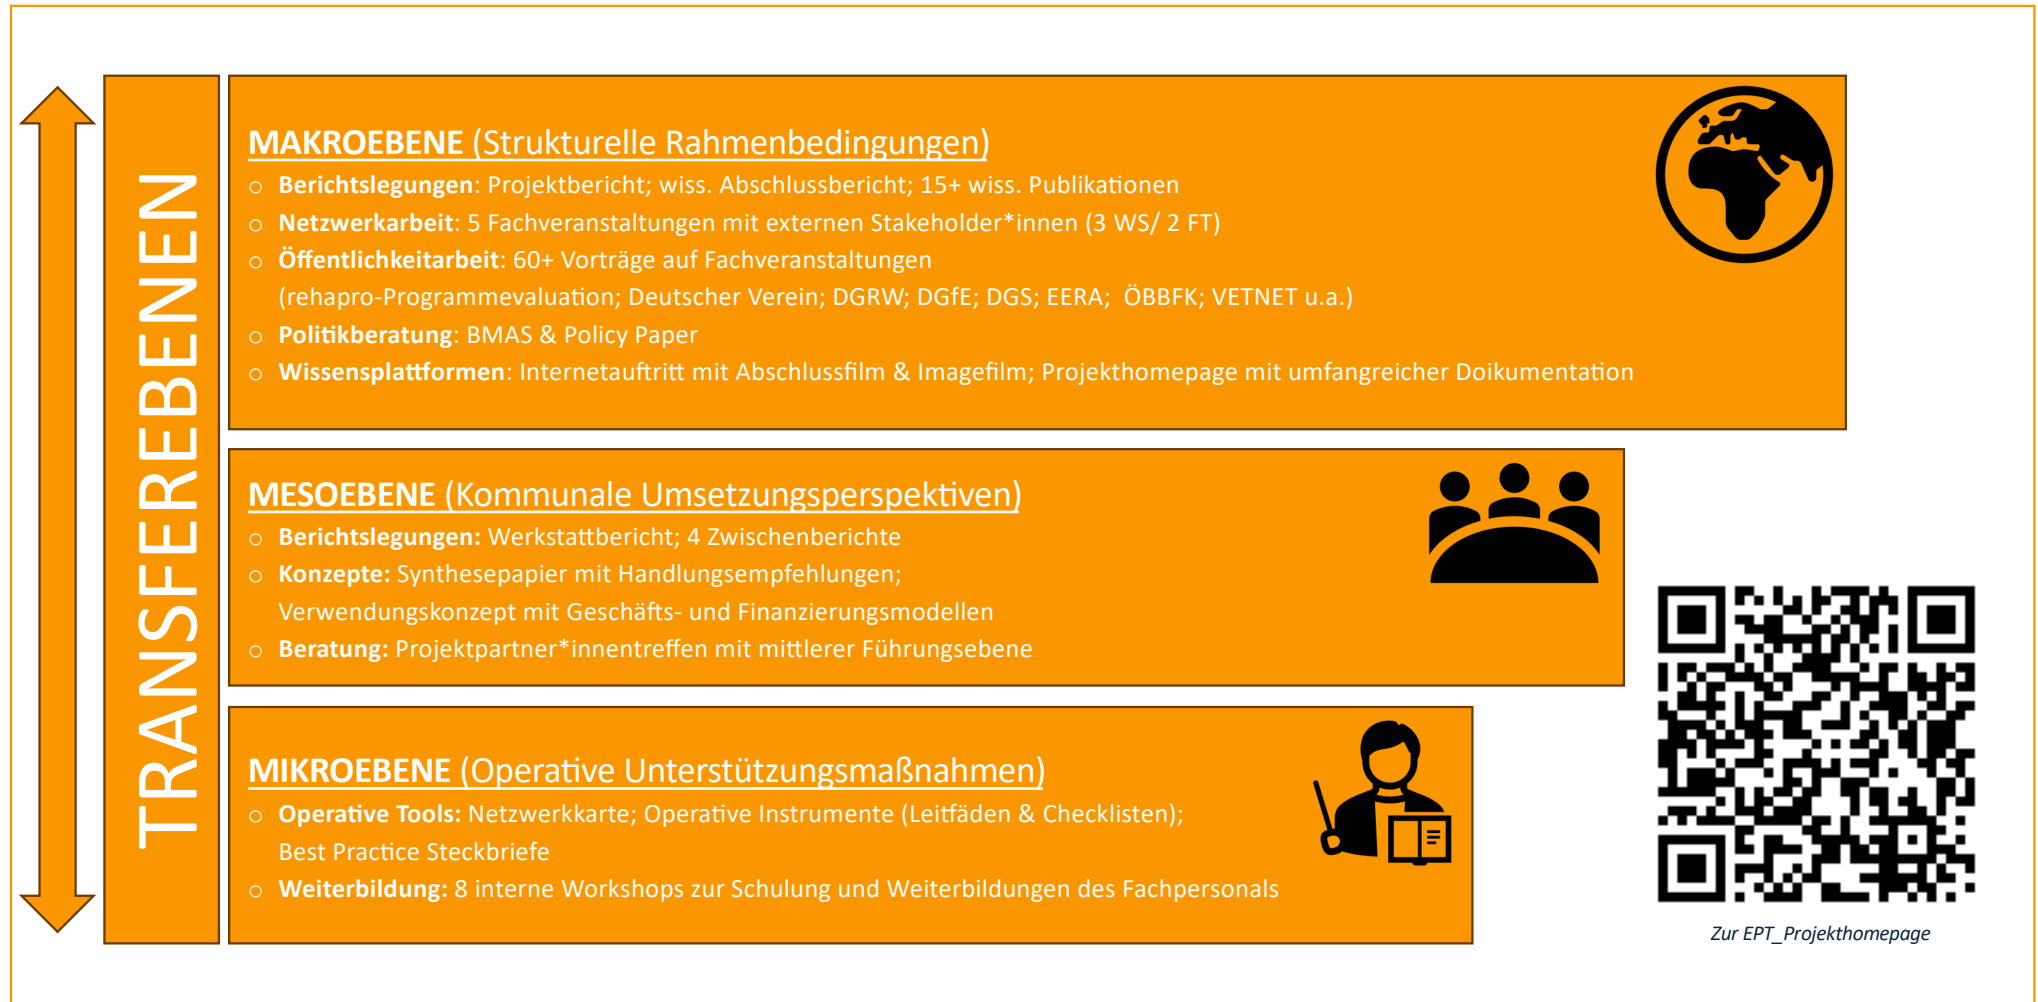 TRANSFEREBENEN
MAKROEBENE (Strukturelle Rahmenbedingungen)
○ Berichtslegungen: Projektbericht; wiss. Abschlussbericht; 15+ wiss. Publikationen
○ Netzwerkarbeit: 5 Fachveranstaltungen mit externen Stakeholder*innen (3 WS/ 2 FT)
○ Öffentlichkeitarbeit: 60+ Vorträge auf Fachveranstaltungen
(rehapro-Programmevaluation; Deutscher Verein; DGRW; DGfE; DGS; EERA; ÖBBFK; VETNET u.a.)
○ Politikberatung: BMAS & Policy Paper
○ Wissensplattformen: Internetauftritt mit Abschlussfilm & Imagefilm; Projekthomepage mit umfangreicher Doikumentation
MESOEBENE (Kommunale Umsetzungsperspektiven)
○ Berichtslegungen: Werkstattbericht; 4 Zwischenberichte
○ Konzepte: Synthesepapier mit Handlungsempfehlungen;
Verwendungskonzept mit Geschäfts- und Finanzierungsmodellen
○ Beratung: Projektpartner*innentreffen mit mittlerer Führungsebene
MIKROEBENE (Operative Unterstützungsmaßnahmen)
○ Operative Tools: Netzwerkkarte; Operative Instrumente (Leitfäden & Checklisten);
Best Practice Steckbriefe
○ Weiterbildung: 8 interne Workshops zur Schulung und Weiterbildungen des Fachpersonals
Zur EPT_Projekthomepage